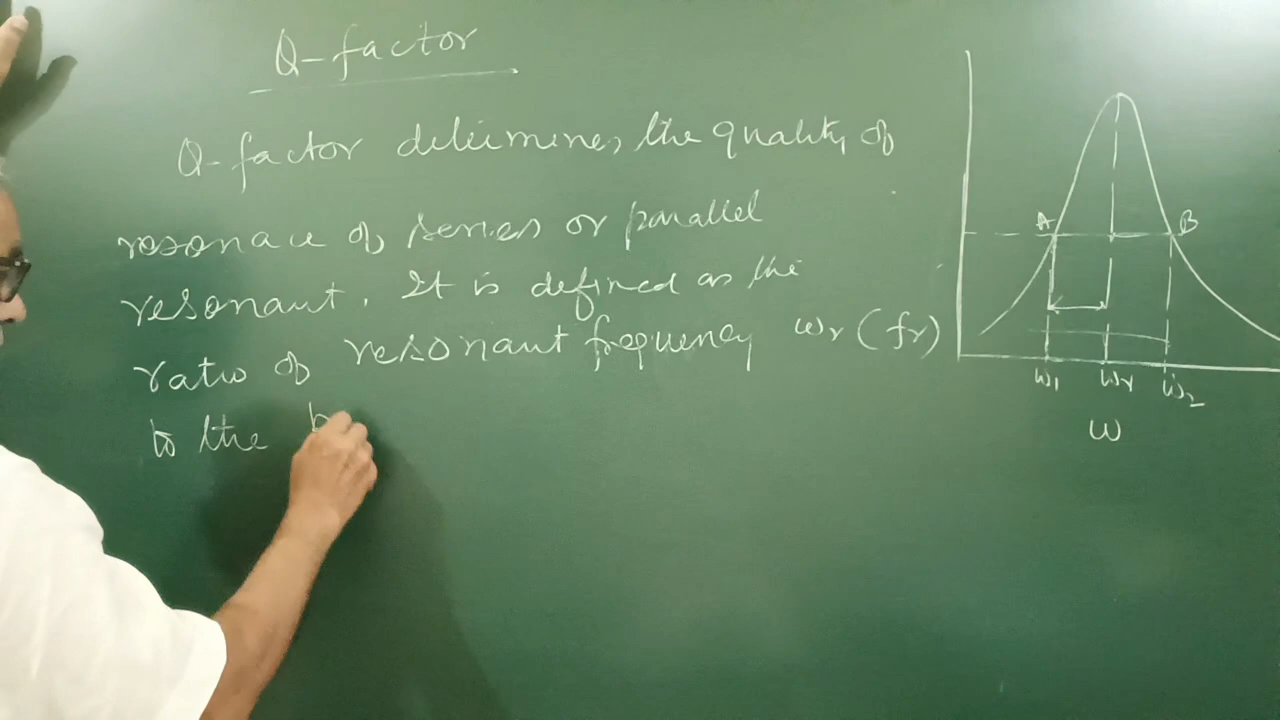 Q-factor
Q-factor determines the quality of
resonace of series or parallel
resonant. It is defined as the
ratio of resonant frequency ωr (fr)
to the b
A B
ω1 ωr ω2
ω